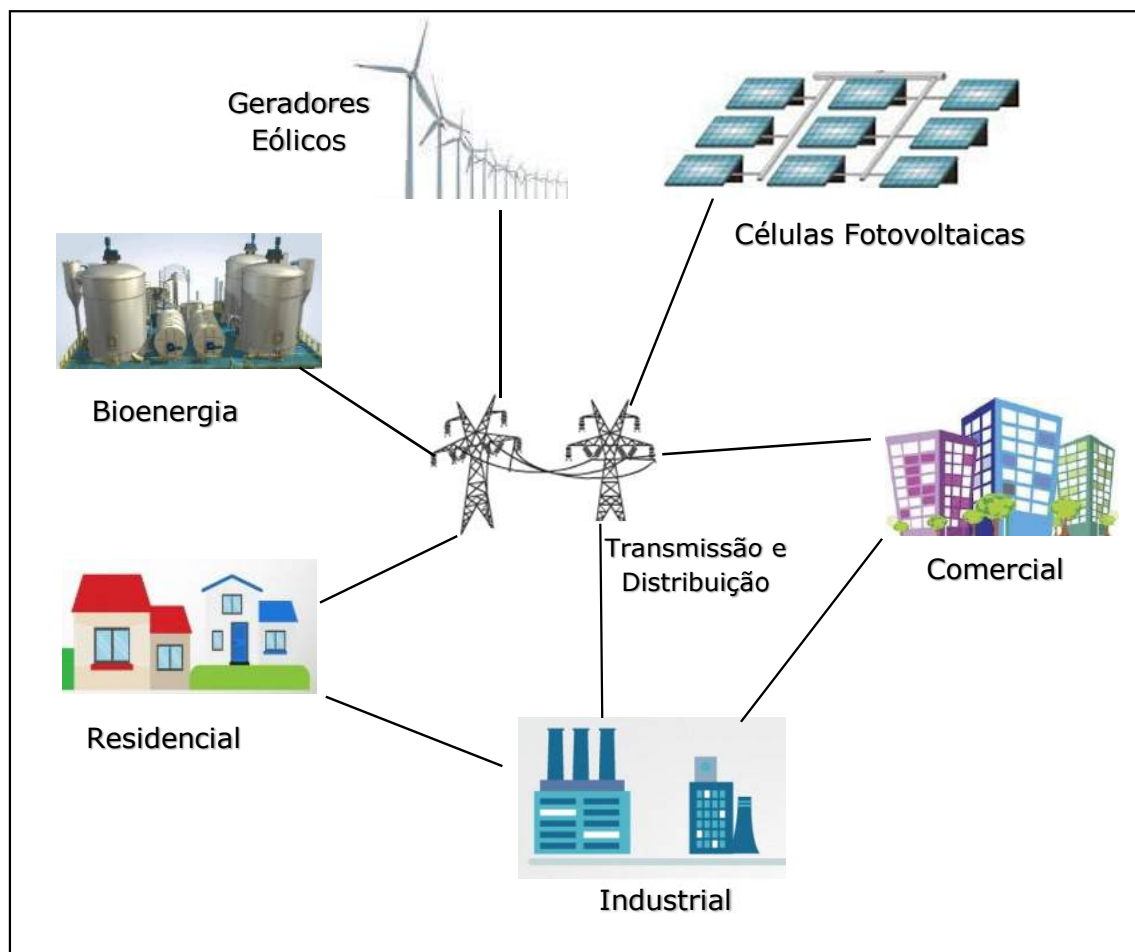 Geradores
Eólicos
Células Fotovoltaicas
Bioenergia
Transmissão e
Distribuição
Comercial
Residencial
Industrial